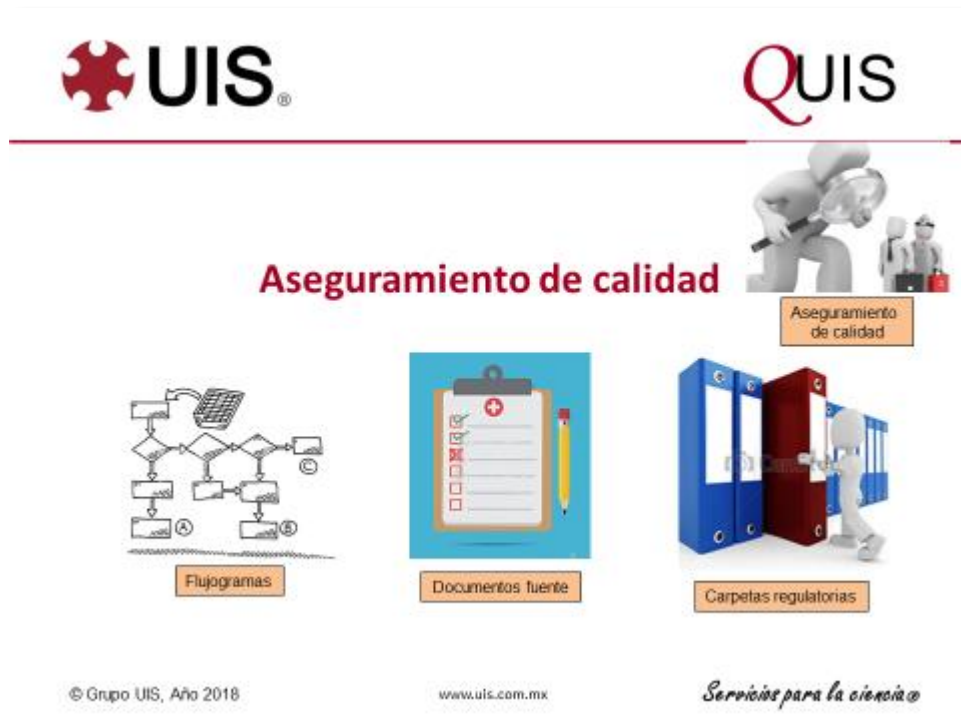 UIS®
QUIS
Aseguramiento de calidad
Aseguramiento
de calidad
C
A
B
Flujogramas
Documentos fuente
Carpetas regulatorias
© Grupo UIS, Año 2018
www.uis.com.mx
Servicios para la ciencia®